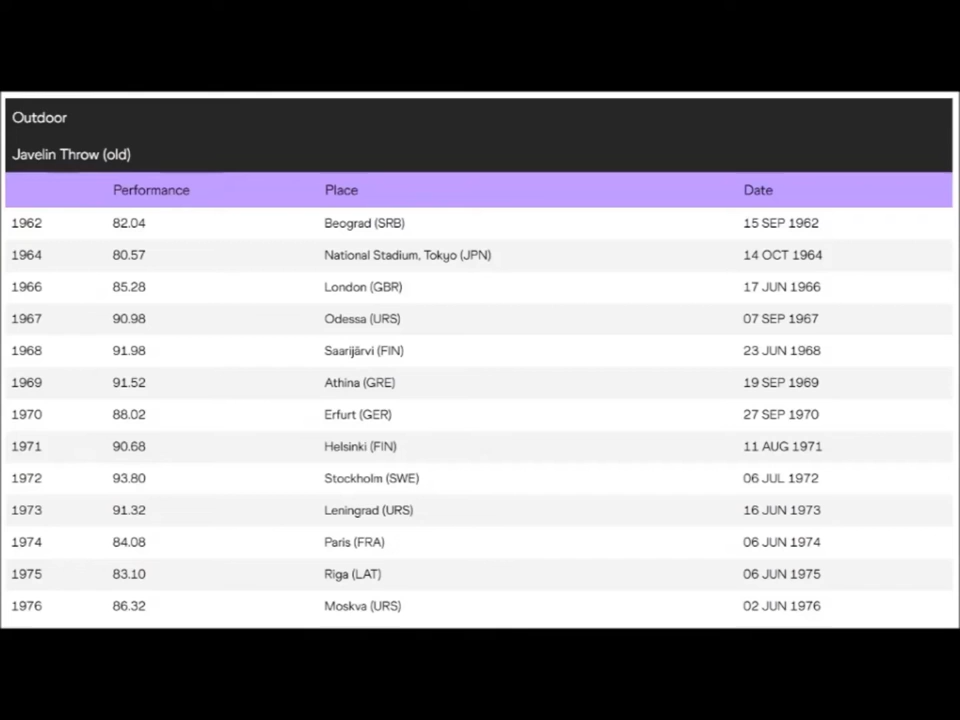 Outdoor
Javelin Throw (old)
Performance Place Date
1962 82.04 Beograd (SRB) 15 SEP 1962
1964 80.57 National Stadium, Tokyo (JPN) 14 OCT 1964
1966 85.28 London (GBR) 17 JUN 1966
1967 90.98 Odessa (URS) 07 SEP 1967
1968 91.98 Saarijärvi (FIN) 23 JUN 1968
1969 91.52 Athina (GRE) 19 SEP 1969
1970 88.02 Erfurt (GER) 27 SEP 1970
1971 90.68 Helsinki (FIN) 11 AUG 1971
1972 93.80 Stockholm (SWE) 06 JUL 1972
1973 91.32 Leningrad (URS) 16 JUN 1973
1974 84.08 Paris (FRA) 06 JUN 1974
1975 83.10 Riga (LAT) 06 JUN 1975
1976 86.32 Moskva (URS) 02 JUN 1976